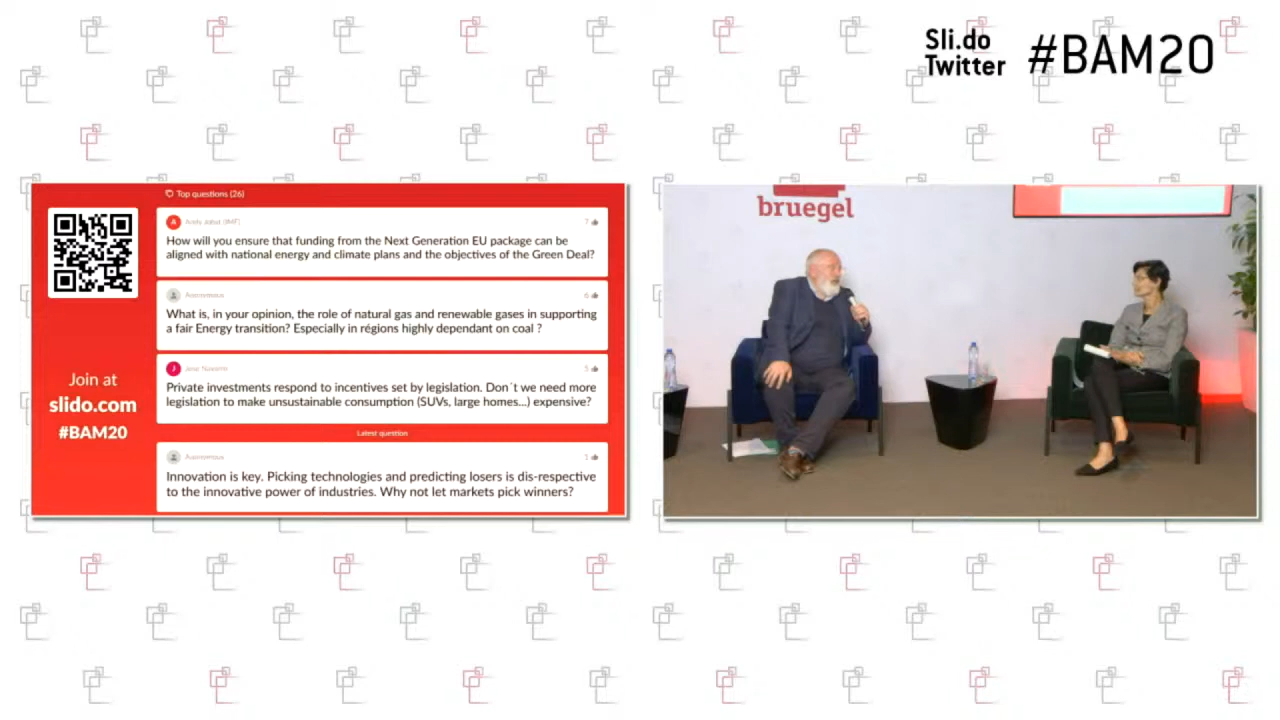 Sli.do
Twitter
#BAM20
Top questions (26)
7
How will you ensure that funding from the Next Generation EU package can be
aligned with national energy and climate plans and the objectives of the Green Deal?
Anonymous
6
What is, in your opinion, the role of natural gas and renewable gases in supporting
a fair Energy transition? Especially in régions highly dependant on coal ?
J
Jose Navarro
5
Private investments respond to incentives set by legislation. Don´t we need more
legislation to make unsustainable consumption (SUVs, large homes...) expensive?
Latest question
Anonymous
Innovation is key. Picking technologies and predicting losers is dis-respective
to the innovative power of industries. Why not let markets pick winners?
Join at
slido.com
#BAM20
bruegel